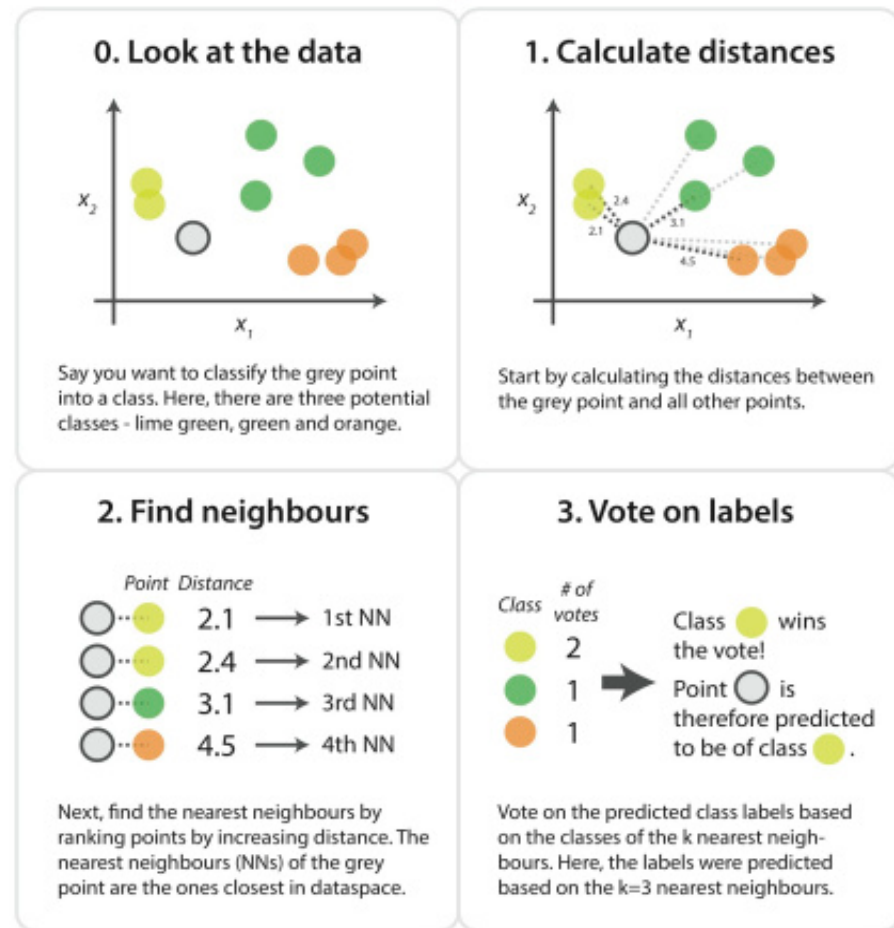 0. Look at the data
x2
x1
Say you want to classify the grey point
into a class. Here, there are three potential
classes - lime green, green and orange.
1. Calculate distances
x2
2.4
2.1
3.1
4.5
x1
Start by calculating the distances between
the grey point and all other points.
2. Find neighbours
Point Distance
2.1 1st NN
2.4 2nd NN
3.1 3rd NN
4.5 4th NN
Next, find the nearest neighbours by
ranking points by increasing distance. The
nearest neighbours (NNs) of the grey
point are the ones closest in dataspace.
3. Vote on labels
Class # of
votes
2
1
1
Class wins
the vote!
Point is
therefore predicted
to be of class .
Vote on the predicted class labels based
on the classes of the k nearest neigh-
bours. Here, the labels were predicted
based on the k=3 nearest neighbours.